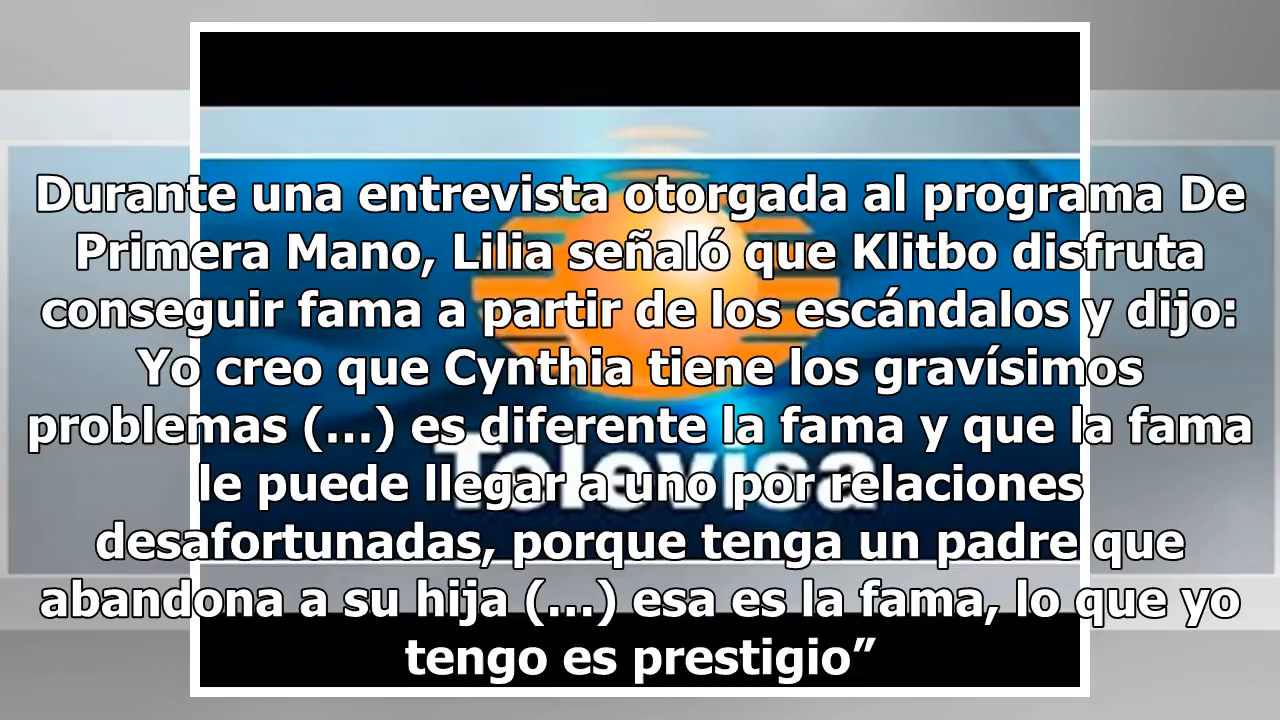 Durante una entrevista otorgada al programa De
Primera Mano, Lilia señaló que Klitbo disfruta
conseguir fama a partir de los escándalos y dijo:
Yo creo que Cynthia tiene los gravísimos
problemas (...) es diferente la fama y que la fama
le puede llegar a uno por relaciones
desafortunadas, porque tenga un padre que
abandona a su hija (...) esa es la fama, lo que yo
tengo es prestigio”
Televisa